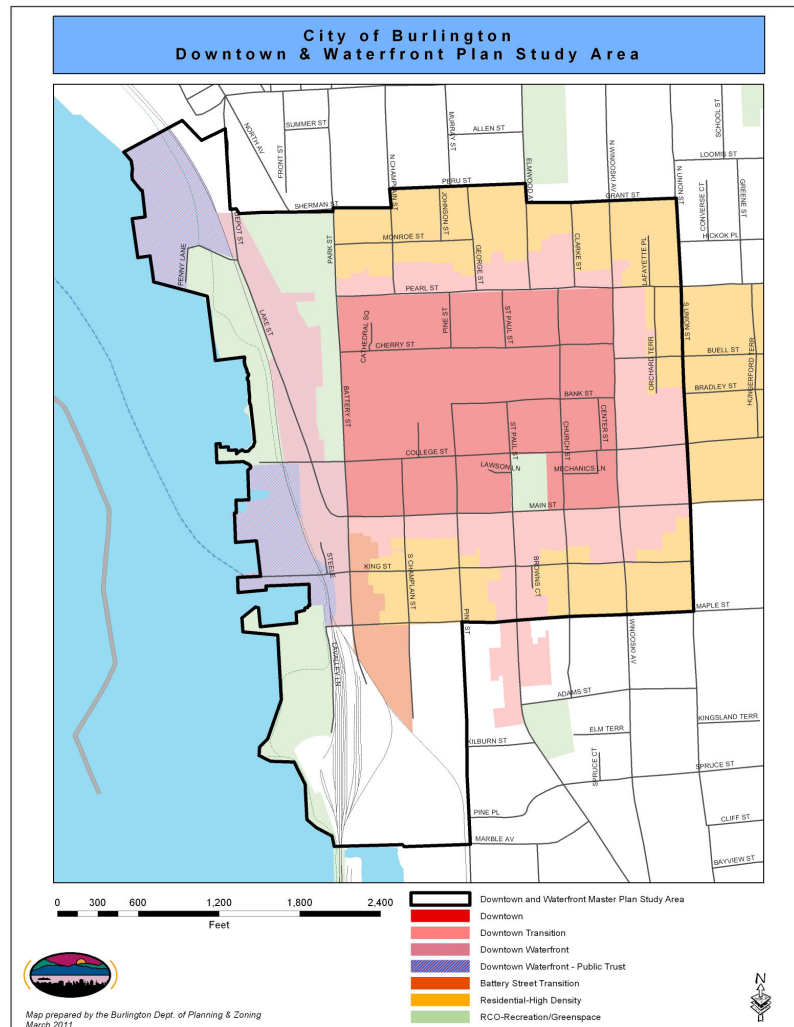 City of Burlington
Downtown & Waterfront Plan Study Area
SUMMER ST
NORTH AV
FRONT ST
MURRAY ST
ALLEN ST
ELMWOOD A
N WINOOSKI AV
SCHOOL ST
LOOMIS ST
N CHAMPLAIN ST
PERU ST
N UNION ST
CONVERSE CT
GREENE ST
SHERMAN ST
JOHNSON ST
GRANT ST
DEPOT ST
PARK ST
MONROE ST
GEORGE ST
CLARKE ST
LAFAYETTE PL
HICKOK PL
PENNY LANE
PEARL ST
LAKE ST
CATHEDRAL SQ
PINE ST
ST PAUL ST
S UNION ST
CHERRY ST
ORCHARD TERR
BUELL ST
HUNGERFORD TERR
BATTERY ST
BANK ST
BRADLEY ST
CENTER ST
ST PAUL ST
CHURCH ST
COLLEGE ST
LAWSON LN
MECHANICS LN
MAIN ST
STEELE
KING ST
S CHAMPLAIN ST
BROWNS CT
MAPLE ST
PINE ST
WINOOSKI AV
LAVALLEY LN
ADAMS ST
KINGSLAND TERR
ELM TERR
KILBURN ST
SPRUCE CT
SPRUCE ST
PINE PL
CLIFF ST
MARBLE AV
BAYVIEW ST
0 300 600 1,200 1,800 2,400
Feet
Downtown and Waterfront Master Plan Study Area
Downtown
Downtown Transition
Downtown Waterfront
Downtown Waterfront - Public Trust
Battery Street Transition
Residential-High Density
RCO-Recreation/Greenspace
N
Map prepared by the Burlington Dept. of Planning & Zoning
March 2011